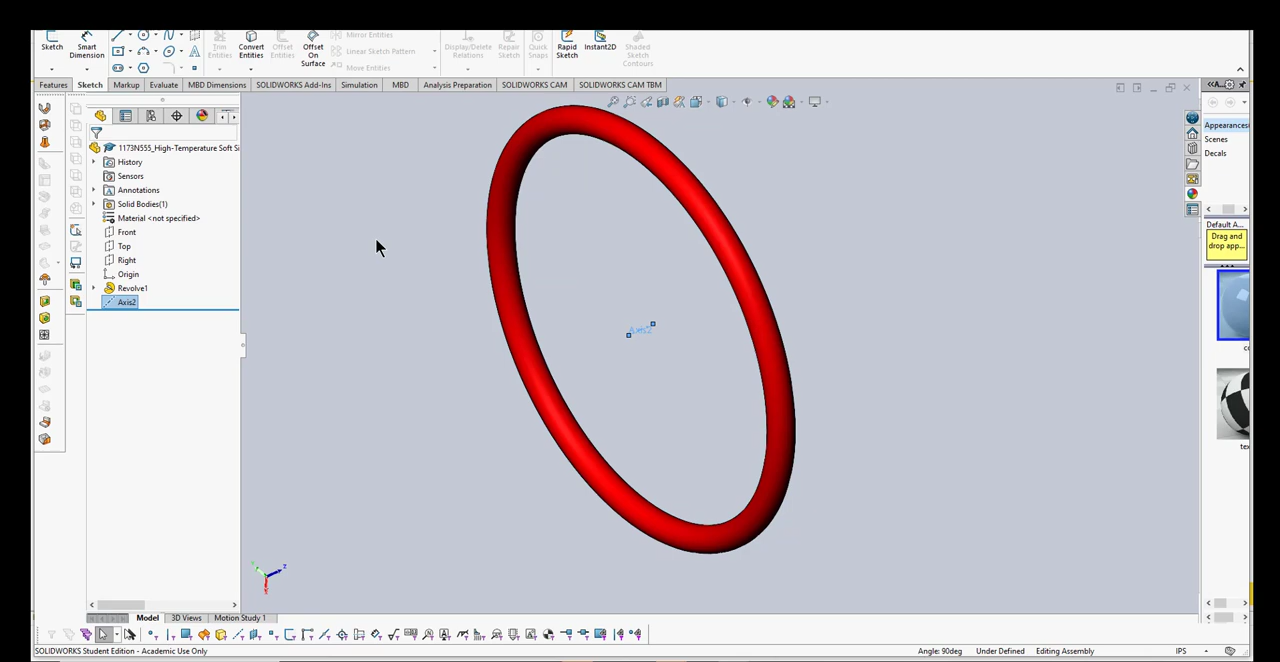 Sketch
Smart Dimension
Trim Entities
Convert Entities
Offset Entities
Offset On Surface
Mirror Entities
Linear Sketch Pattern
Move Entities
Display/Delete Relations
Repair Sketch
Quick Snaps
Rapid Sketch
Instant2D
Shaded Sketch Contours
Features Sketch Markup Evaluate MBD Dimensions SOLIDWORKS Add-Ins Simulation MBD Analysis Preparation SOLIDWORKS CAM SOLIDWORKS CAM TBM
1173N555_High-Temperature Soft Si
History
Sensors
Annotations
Solid Bodies(1)
Material <not specified>
Front
Top
Right
Origin
Revolve1
Axis2
Axis2
Appearances
Scenes
Decals
Default A...
Drag and
drop app...
co
tex
Model 3D Views Motion Study 1
SOLIDWORKS Student Edition - Academic Use Only
Angle: 90deg Under Defined Editing Assembly IPS